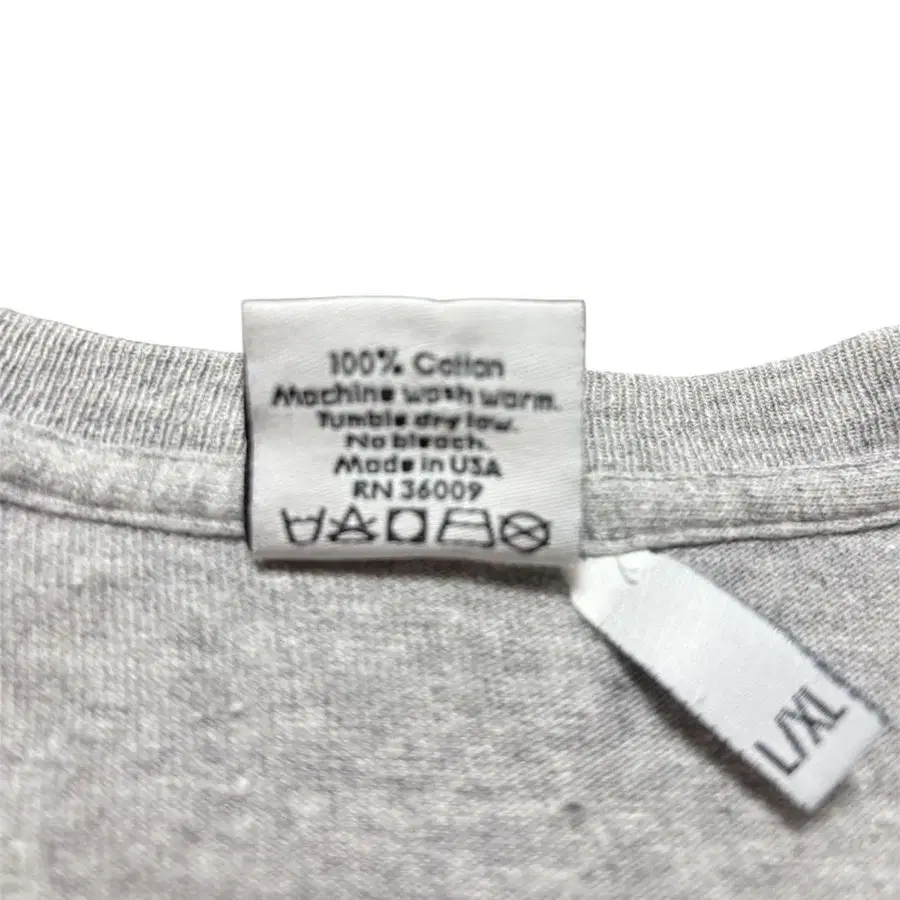 100% Cotton
Machine wash warm.
Tumble dry low.
No bleach.
Made in USA
RN 36009
L/XL